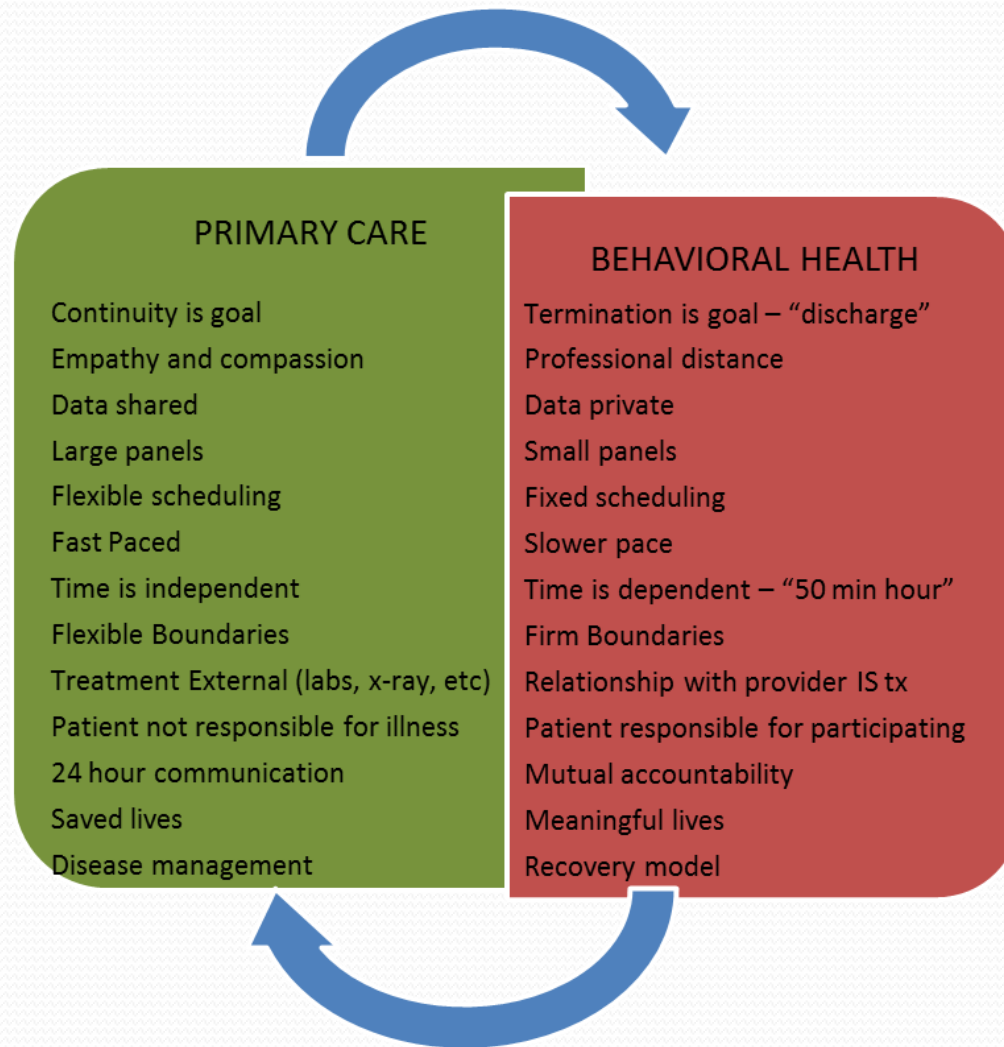 PRIMARY CARE
Continuity is goal
Empathy and compassion
Data shared
Large panels
Flexible scheduling
Fast Paced
Time is independent
Flexible Boundaries
Treatment External (labs, x-ray, etc)
Patient not responsible for illness
24 hour communication
Saved lives
Disease management
BEHAVIORAL HEALTH
Termination is goal – “discharge”
Professional distance
Data private
Small panels
Fixed scheduling
Slower pace
Time is dependent – “50 min hour”
Firm Boundaries
Relationship with provider IS tx
Patient responsible for participating
Mutual accountability
Meaningful lives
Recovery model